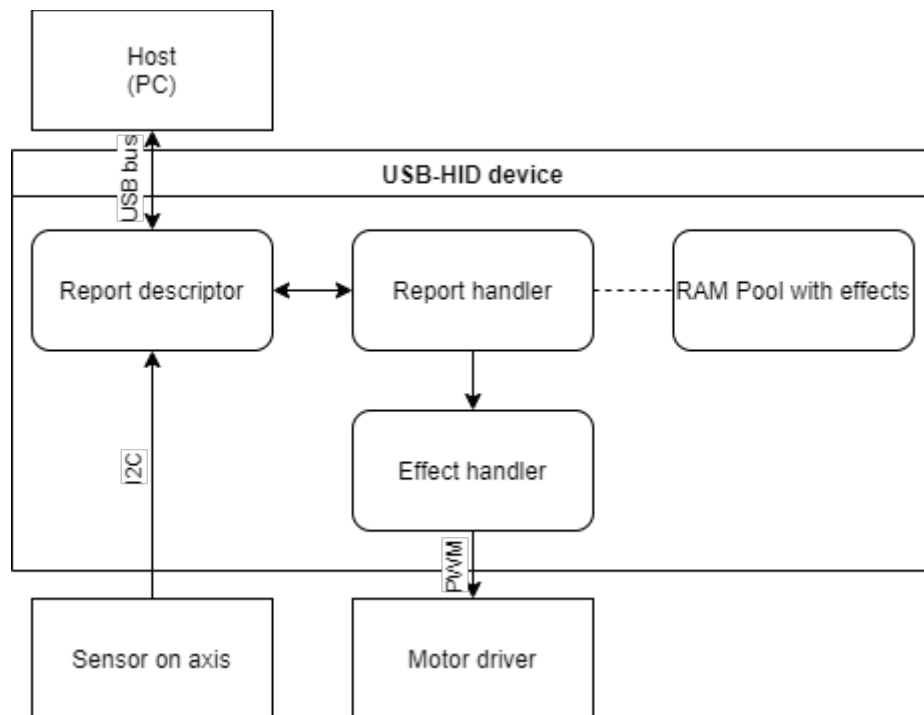 Host
(PC)
USB bus
USB-HID device
Report descriptor
Report handler
RAM Pool with effects
I2C
Effect handler
PWM
Sensor on axis
Motor driver